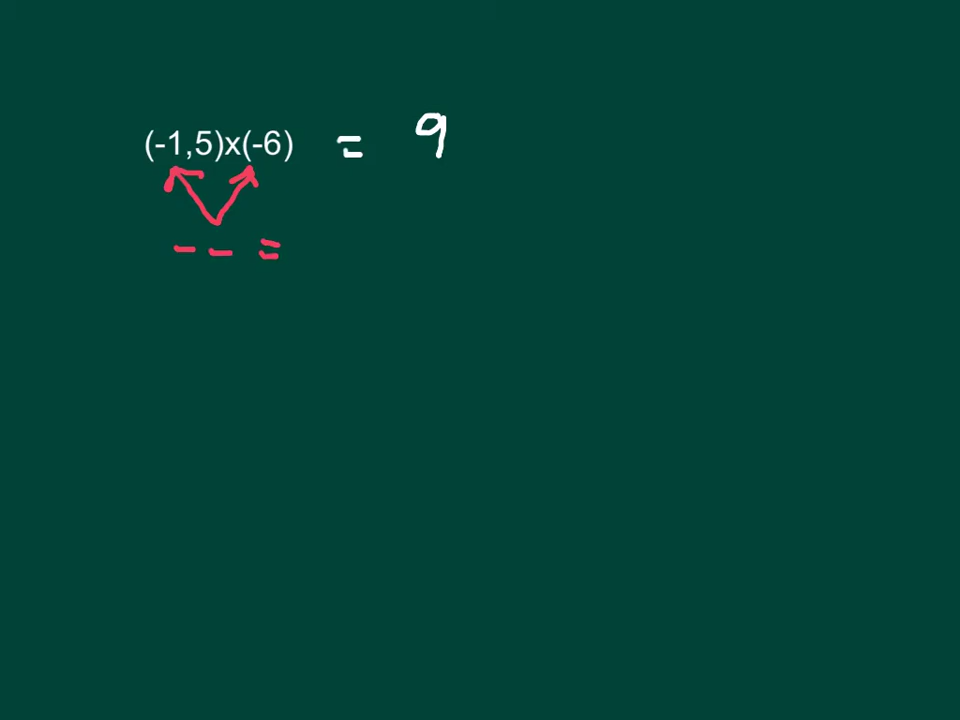 (-1,5)x(-6) = 9
- - =